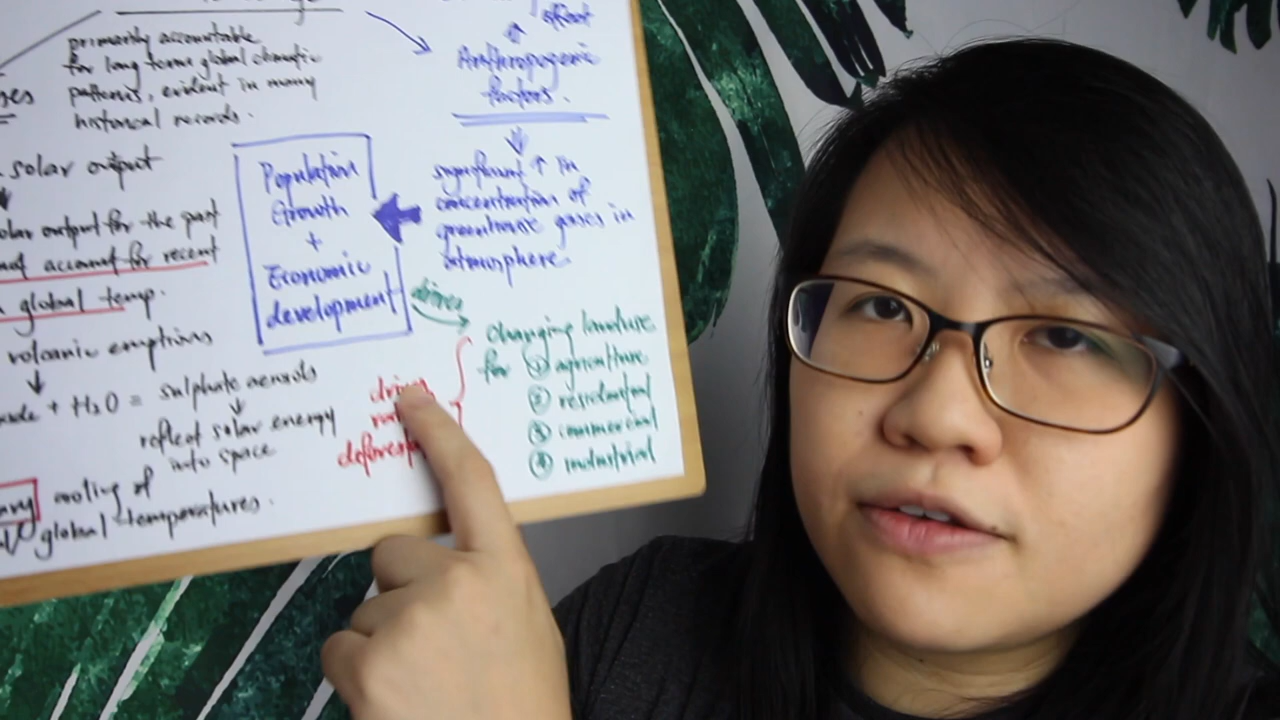 primarily accountable
for long term global climatic
patterns, evident in many
historical records.
solar output
solar output for the past
account for recent
global temp.
volcanic eruptions
+ H2O = sulphate aerosols
reflect solar energy
into space
cooling of
global temperatures.
effect
Anthropogenic
factors.
significant ↑ in
concentration of
greenhouse gases in
atmosphere.
Population
Growth
+
Economic
development
drives
changing landuse
for ① agriculture
② residential
③ commercial
④ industrial